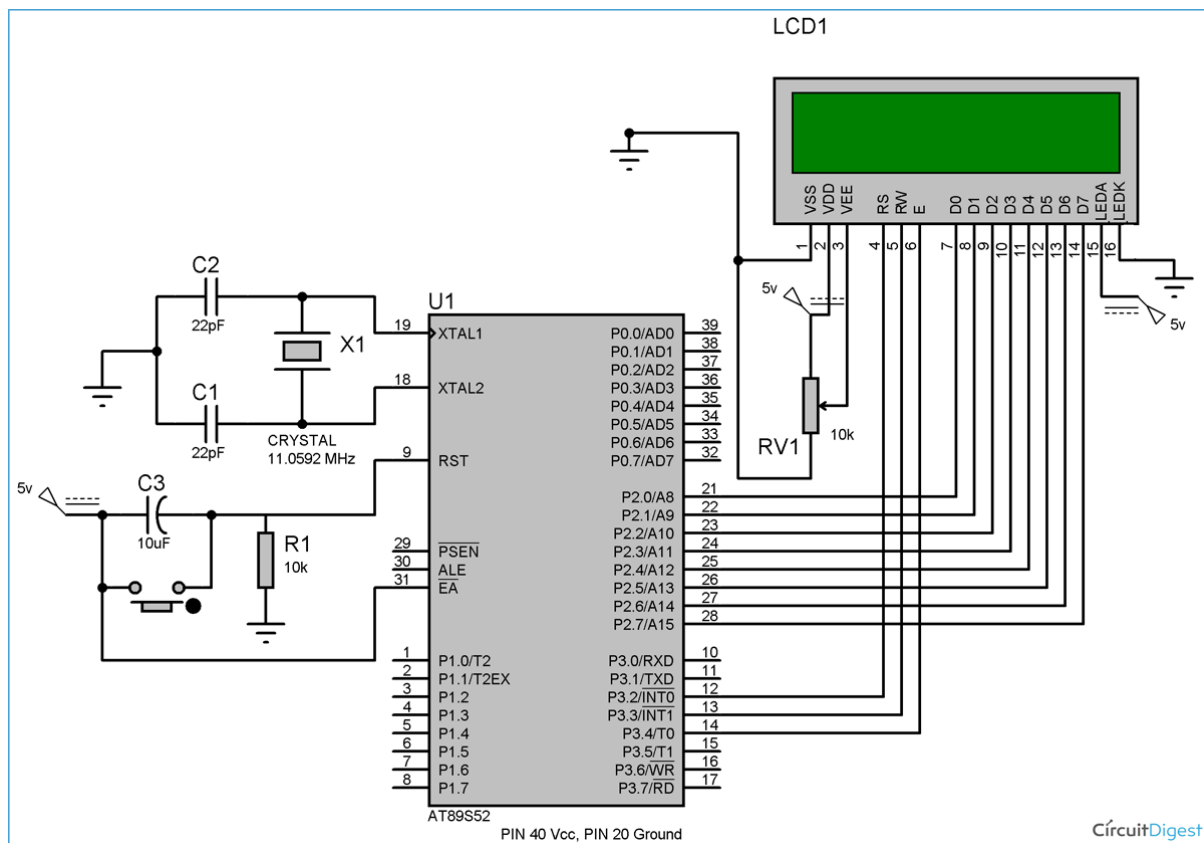 LCD1
VSS
VDD
VEE
RS
RW
E
D0
D1
D2
D3
D4
D5
D6
D7
LEDA
LEDK
1
2
3
4
5
6
7
8
9
10
11
12
13
14
15
16
5v
5v
RV1
10k
C2
22pF
C1
22pF
X1
CRYSTAL
11.0592 MHz
5v
C3
10uF
R1
10k
U1
19 XTAL1
18 XTAL2
9 RST
29 PSEN
30 ALE
31 EA
1 P1.0/T2
2 P1.1/T2EX
3 P1.2
4 P1.3
5 P1.4
6 P1.5
7 P1.6
8 P1.7
P0.0/AD0 39
P0.1/AD1 38
P0.2/AD2 37
P0.3/AD3 36
P0.4/AD4 35
P0.5/AD5 34
P0.6/AD6 33
P0.7/AD7 32
P2.0/A8 21
P2.1/A9 22
P2.2/A10 23
P2.3/A11 24
P2.4/A12 25
P2.5/A13 26
P2.6/A14 27
P2.7/A15 28
P3.0/RXD 10
P3.1/TXD 11
P3.2/INT0 12
P3.3/INT1 13
P3.4/T0 14
P3.5/T1 15
P3.6/WR 16
P3.7/RD 17
AT89S52
PIN 40 Vcc, PIN 20 Ground
CírcuitDigest